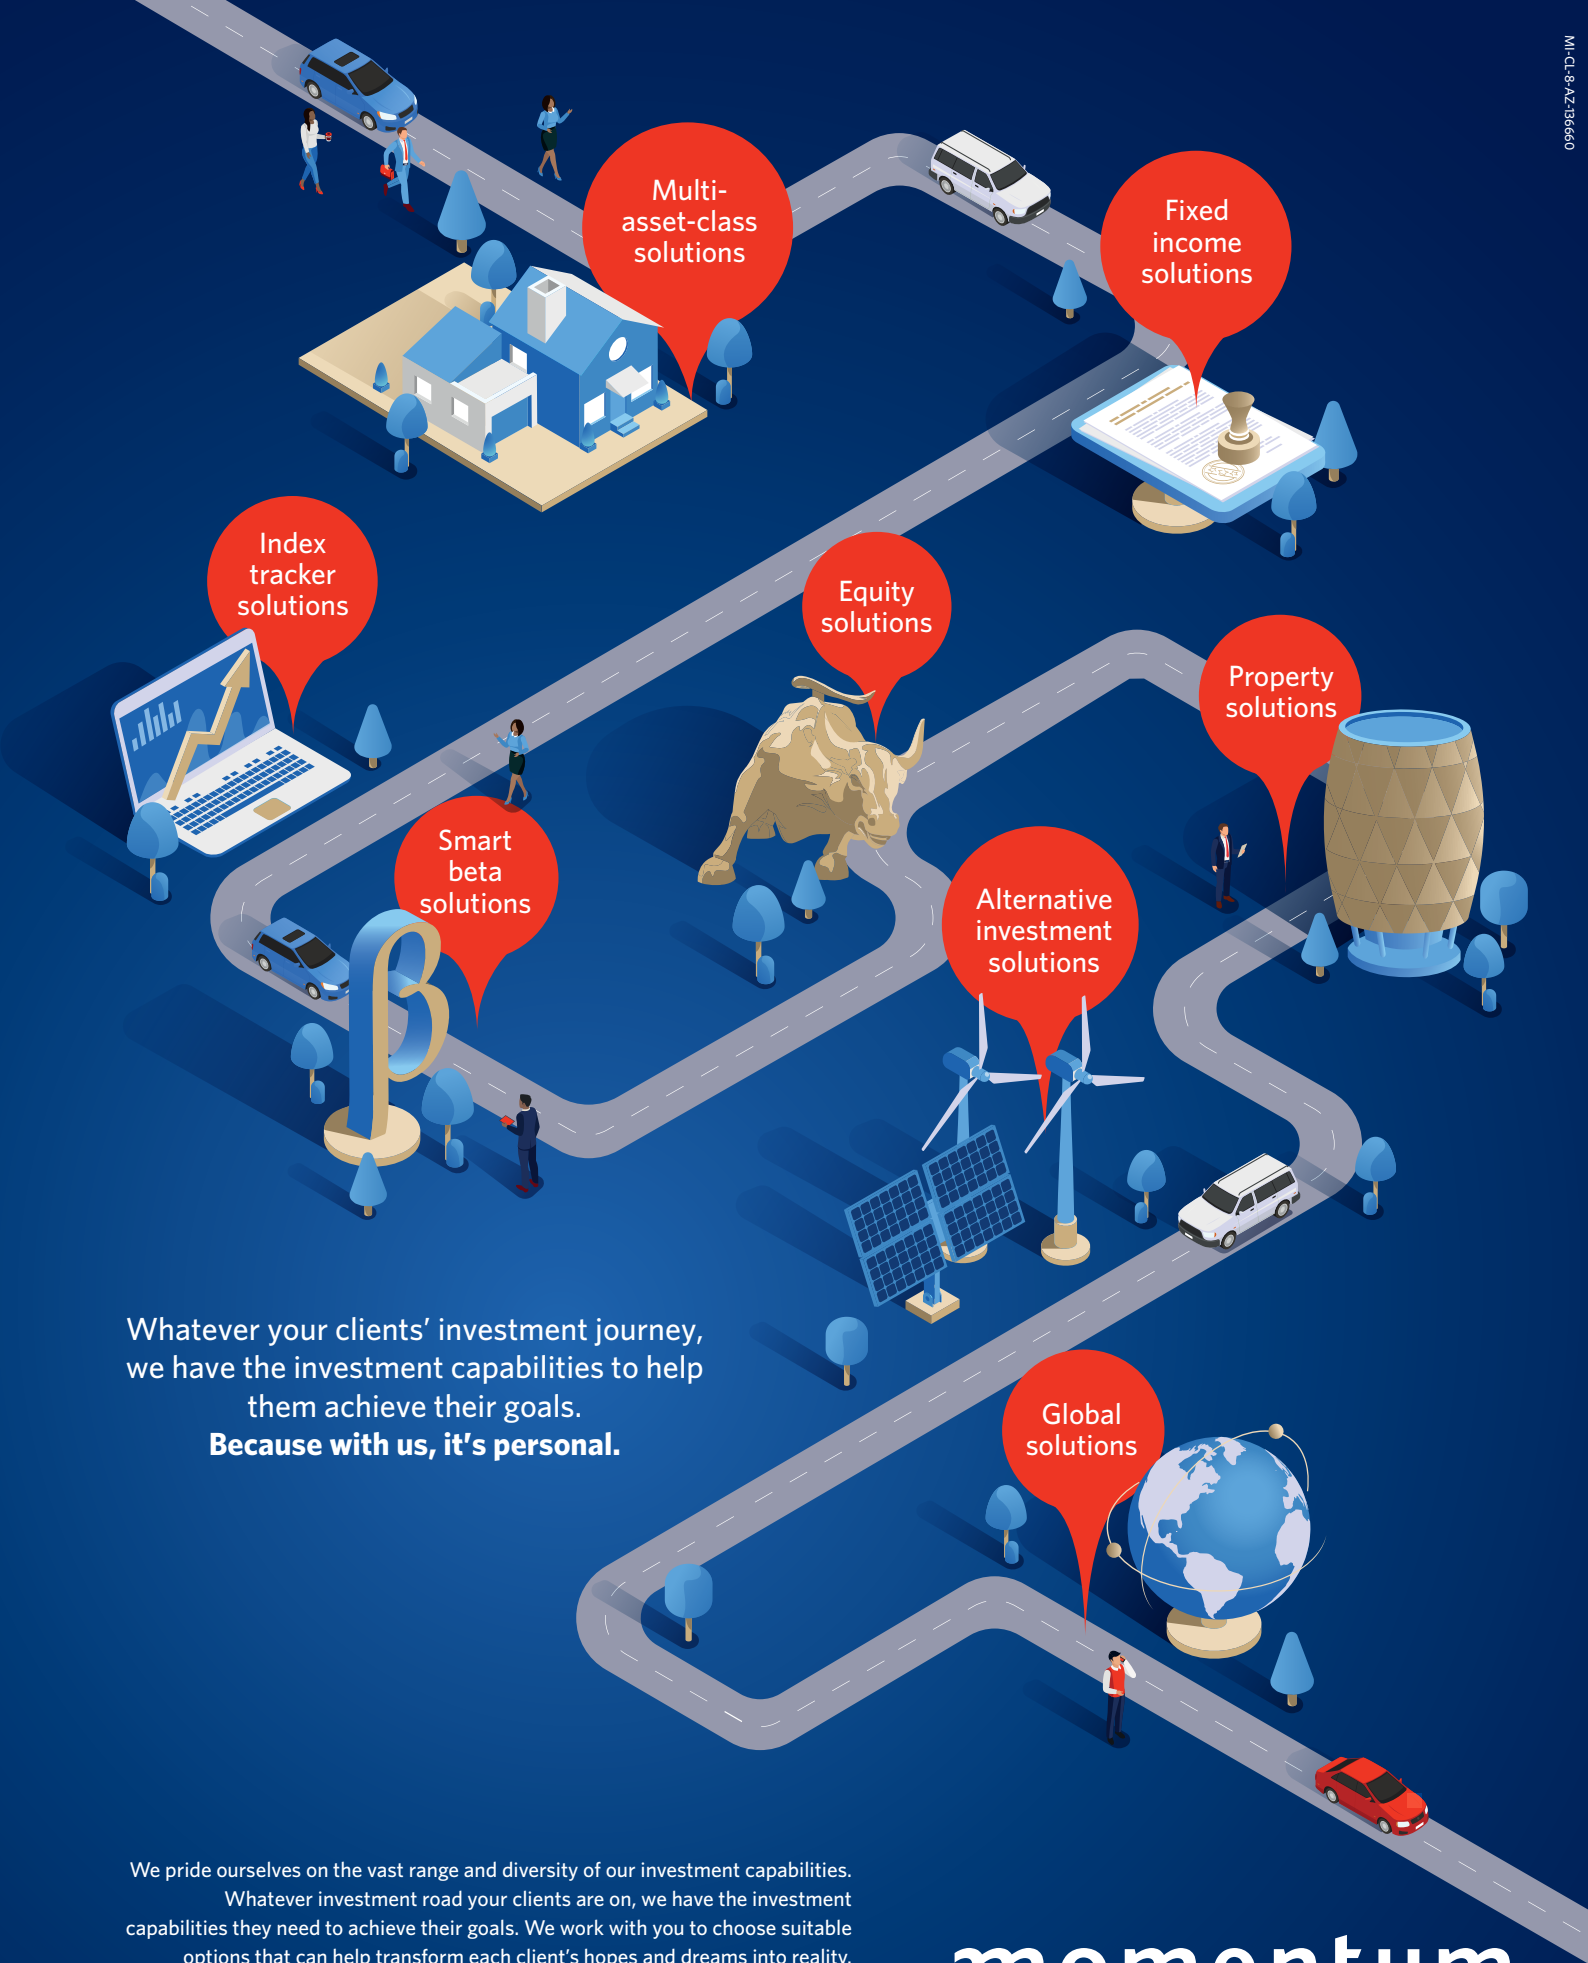 MI-CL-8-AZ-136660
Multi-
asset-class
solutions
Fixed
income
solutions
Index
tracker
solutions
Equity
solutions
Property
solutions
Smart
beta
solutions
Alternative
investment
solutions
Whatever your clients’ investment journey,
we have the investment capabilities to help
them achieve their goals.
Because with us, it’s personal.
Global
solutions
We pride ourselves on the vast range and diversity of our investment capabilities.
Whatever investment road your clients are on, we have the investment
capabilities they need to achieve their goals. We work with you to choose suitable
options that can help transform each client’s hopes and dreams into reality.
momentum